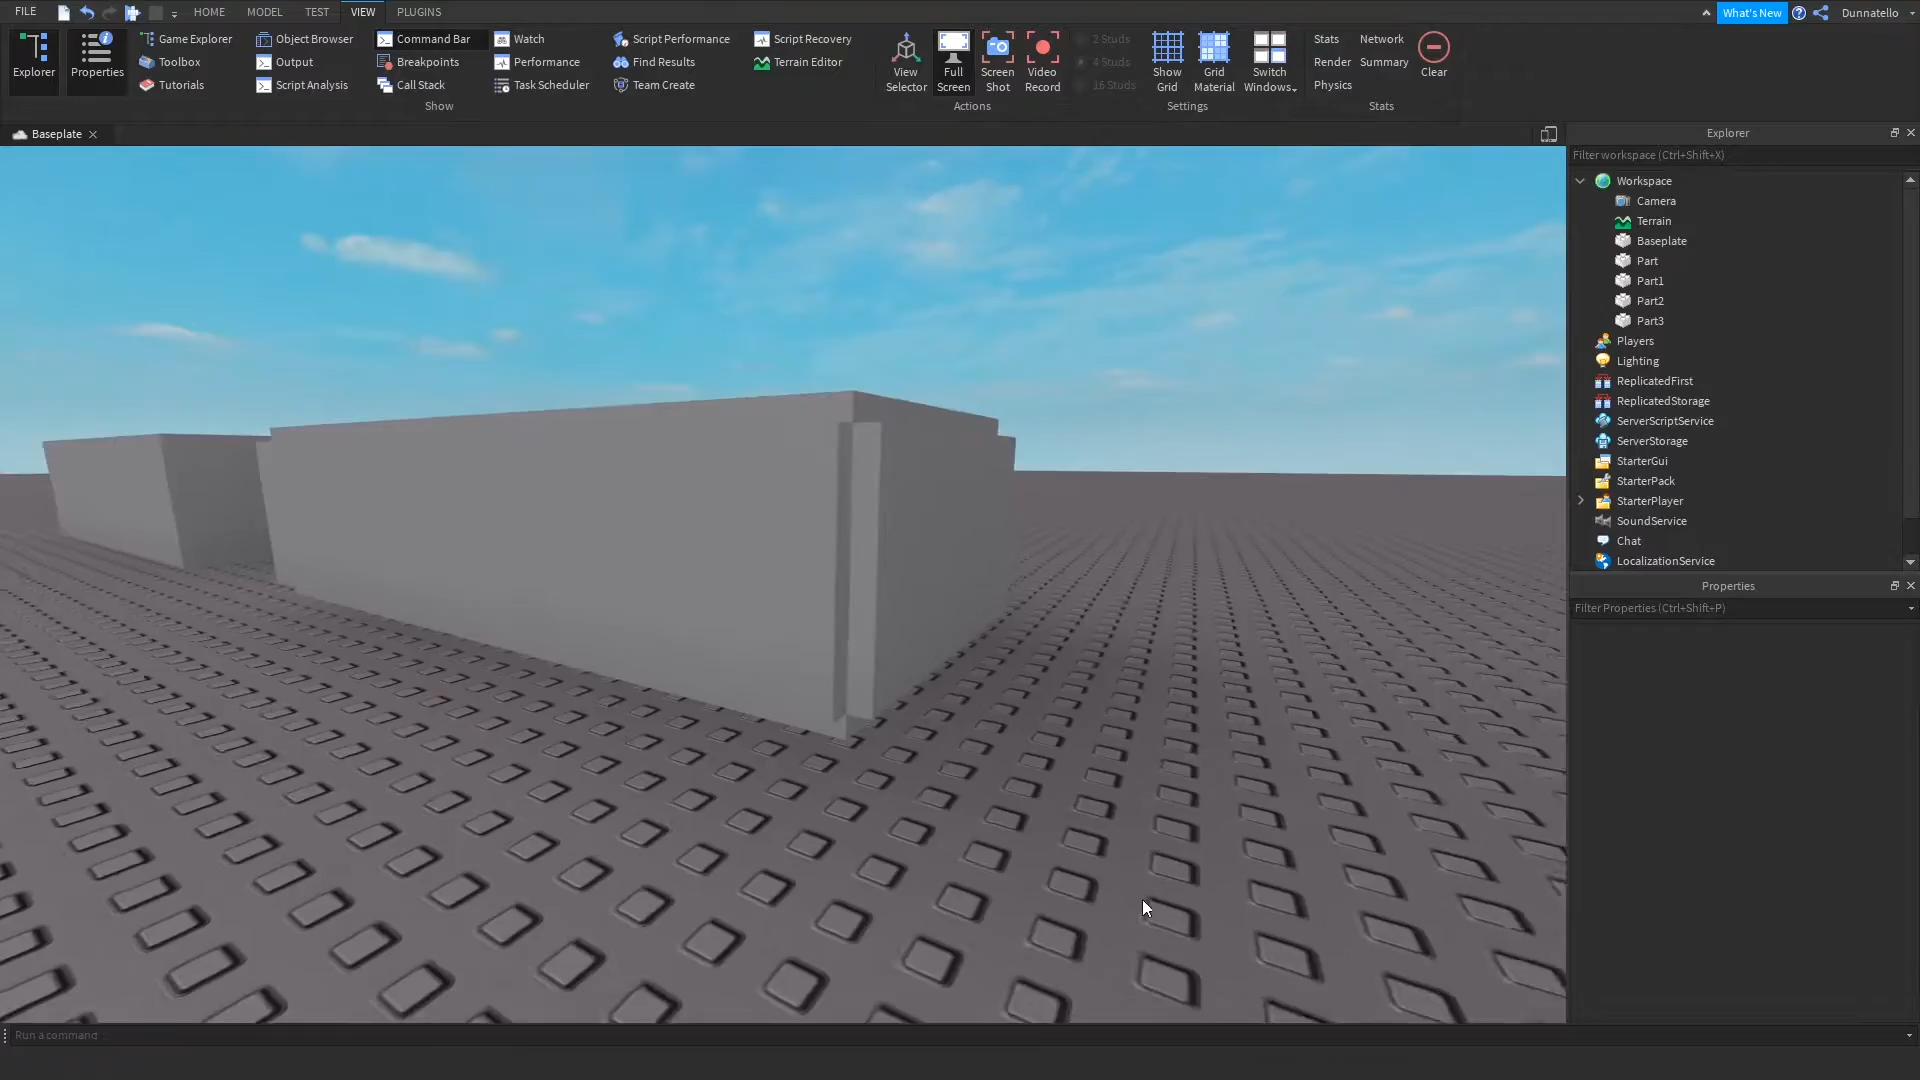 FILE HOME MODEL TEST VIEW PLUGINS What's New Dunnatello
Explorer
Properties
Game Explorer Object Browser Command Bar Watch Script Performance Script Recovery
Toolbox Output Breakpoints Performance Find Results Terrain Editor
Tutorials Script Analysis Call Stack Task Scheduler Team Create
Show
View
Selector
Full
Screen
Screen
Shot
Video
Record
Actions
2 Studs
4 Studs
16 Studs
Show
Grid
Grid
Material
Switch
Windows
Settings
Stats Network
Render Summary
Physics
Clear
Stats
Baseplate
Explorer
Filter workspace (Ctrl+Shift+X)
Workspace
Camera
Terrain
Baseplate
Part
Part1
Part2
Part3
Players
Lighting
ReplicatedFirst
ReplicatedStorage
ServerScriptService
ServerStorage
StarterGui
StarterPack
StarterPlayer
SoundService
Chat
LocalizationService
Properties
Filter Properties (Ctrl+Shift+P)
Run a command